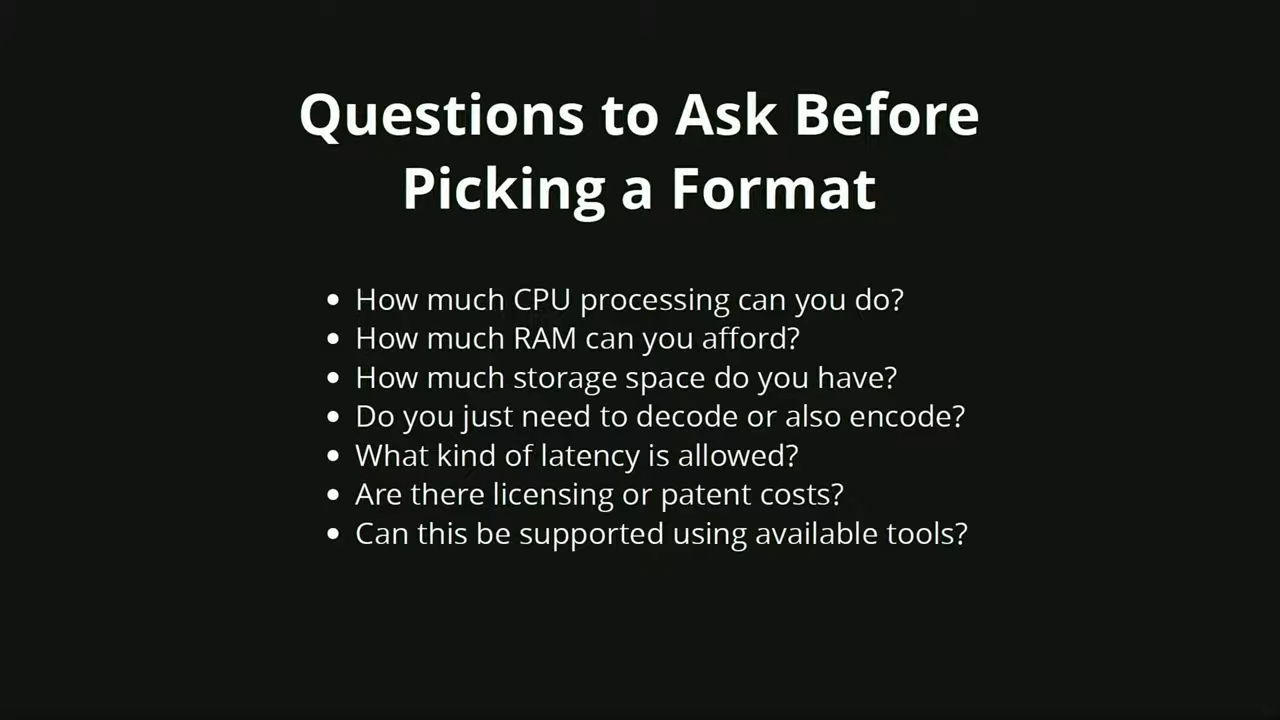 Questions to Ask Before
Picking a Format
• How much CPU processing can you do?
• How much RAM can you afford?
• How much storage space do you have?
• Do you just need to decode or also encode?
• What kind of latency is allowed?
• Are there licensing or patent costs?
• Can this be supported using available tools?